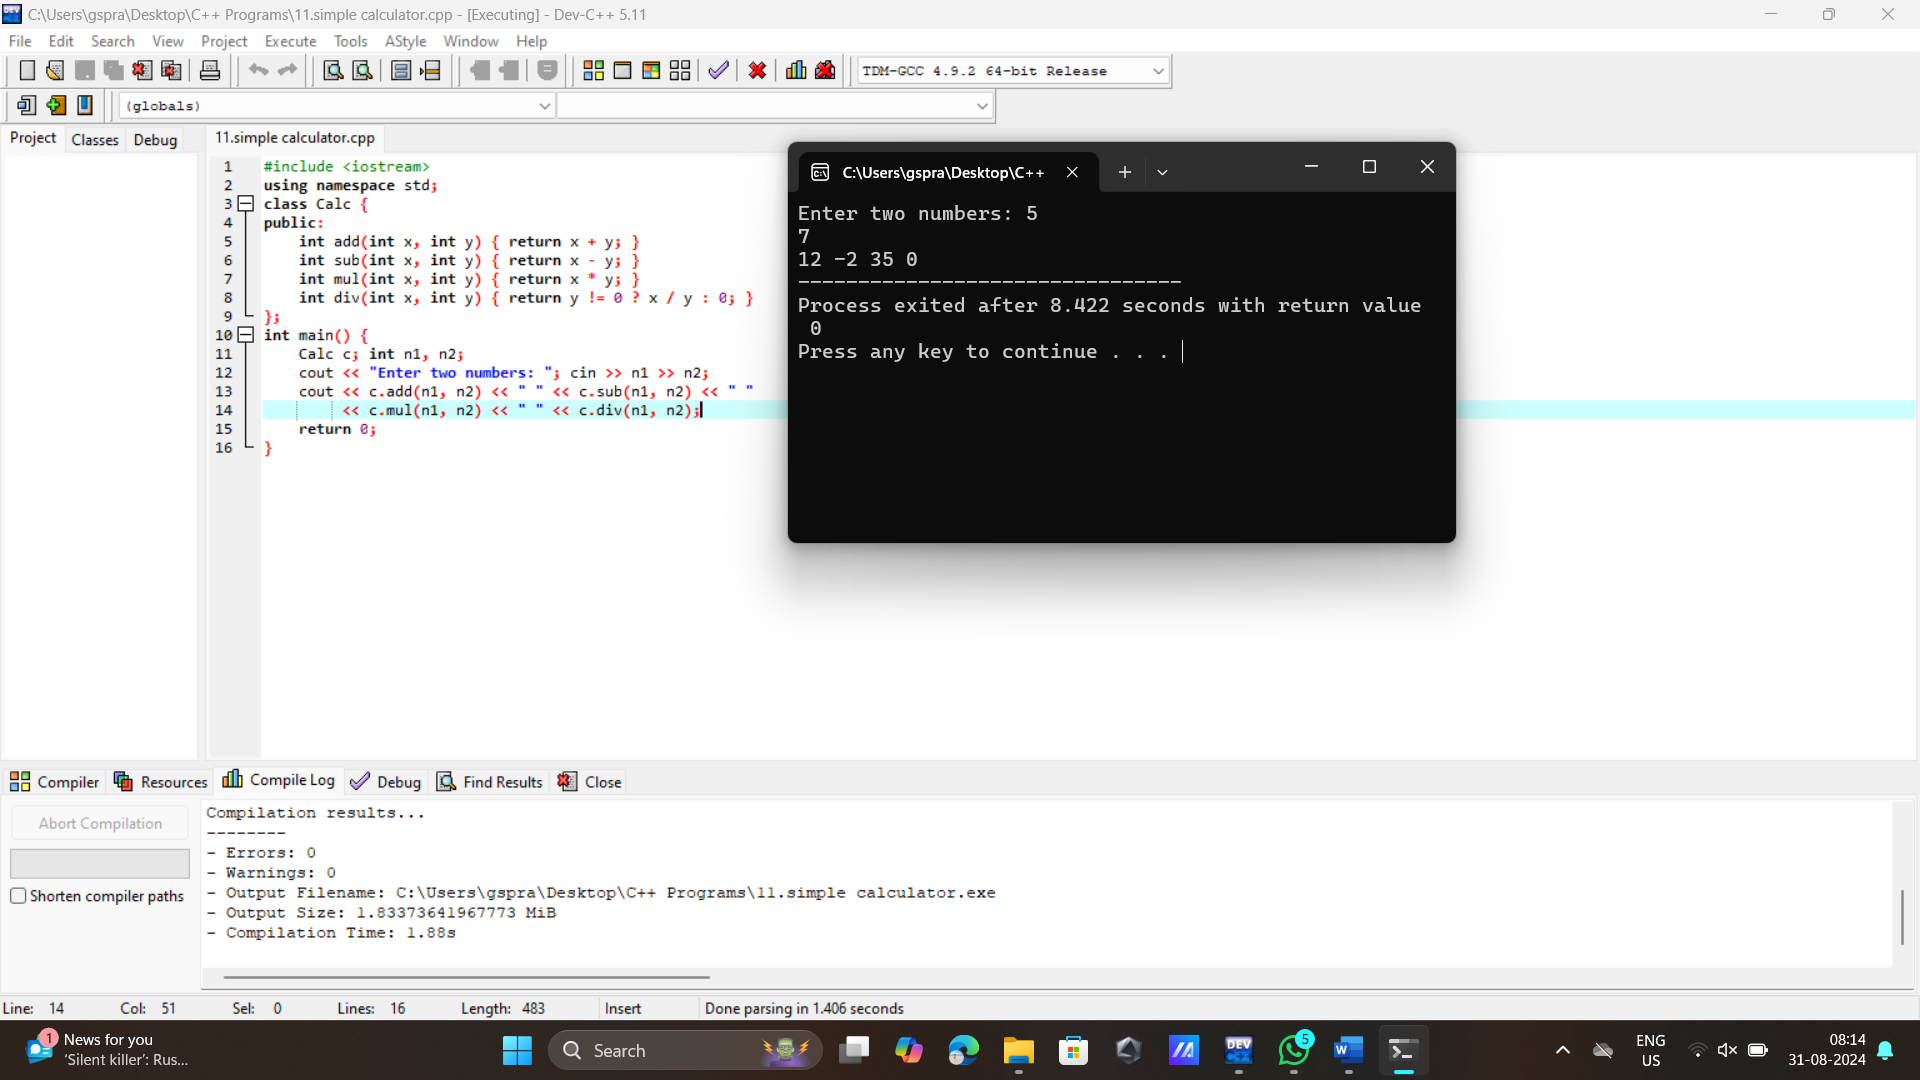 C:\Users\gspra\Desktop\C++ Programs\11.simple calculator.cpp - [Executing] - Dev-C++ 5.11
File Edit Search View Project Execute Tools AStyle Window Help
TDM-GCC 4.9.2 64-bit Release
(globals)
Project Classes Debug
11.simple calculator.cpp
1 #include <iostream>
2 using namespace std;
3 class Calc {
4 public:
5 int add(int x, int y) { return x + y; }
6 int sub(int x, int y) { return x - y; }
7 int mul(int x, int y) { return x * y; }
8 int div(int x, int y) { return y != 0 ? x / y : 0; }
9 };
10 int main() {
11 Calc c; int n1, n2;
12 cout << "Enter two numbers: "; cin >> n1 >> n2;
13 cout << c.add(n1, n2) << " " << c.sub(n1, n2) << " "
14 << c.mul(n1, n2) << " " << c.div(n1, n2);
15 return 0;
16 }
C:\Users\gspra\Desktop\C++
Enter two numbers: 5
7
12 -2 35 0
--------------------------------
Process exited after 8.422 seconds with return value
0
Press any key to continue . . .
Compiler Resources Compile Log Debug Find Results Close
Abort Compilation
Shorten compiler paths
Compilation results...
--------
- Errors: 0
- Warnings: 0
- Output Filename: C:\Users\gspra\Desktop\C++ Programs\11.simple calculator.exe
- Output Size: 1.83373641967773 MiB
- Compilation Time: 1.88s
Line: 14 Col: 51 Sel: 0 Lines: 16 Length: 483 Insert Done parsing in 1.406 seconds
1
News for you
'Silent killer': Rus...
Search
DEV
C++
5
W
ENG
US
08:14
31-08-2024